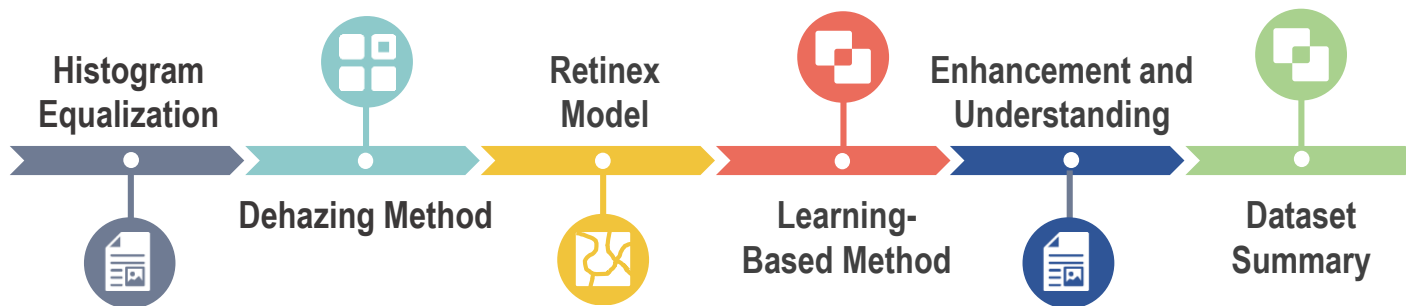 Histogram
Equalization
Dehazing Method
Retinex
Model
Learning-
Based Method
Enhancement and
Understanding
Dataset
Summary